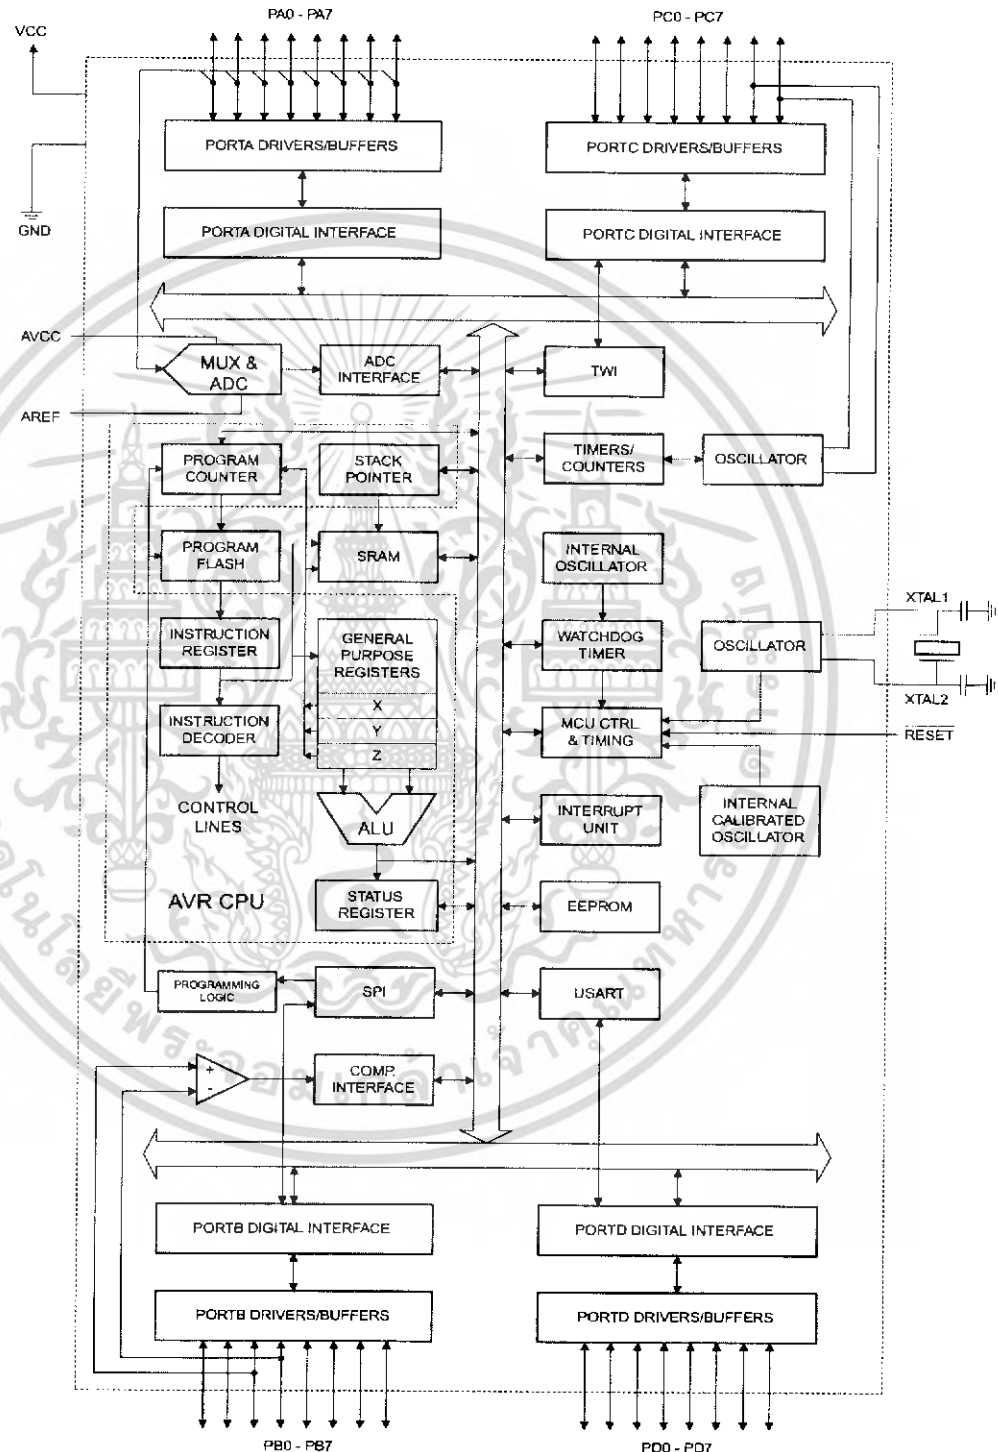 PA0 - PA7
PC0 - PC7
VCC
PORTA DRIVERS/BUFFERS
PORTC DRIVERS/BUFFERS
GND
PORTA DIGITAL INTERFACE
PORTC DIGITAL INTERFACE
AVCC
MUX &
ADC
ADC
INTERFACE
TWI
AREF
PROGRAM
COUNTER
STACK
POINTER
TIMERS/
COUNTERS
OSCILLATOR
PROGRAM
FLASH
SRAM
INTERNAL
OSCILLATOR
XTAL1
INSTRUCTION
REGISTER
GENERAL
PURPOSE
REGISTERS
WATCHDOG
TIMER
OSCILLATOR
X
XTAL2
INSTRUCTION
DECODER
Y
MCU CTRL
& TIMING
RESET
Z
CONTROL
LINES
ALU
INTERRUPT
UNIT
INTERNAL
CALIBRATED
OSCILLATOR
AVR CPU
STATUS
REGISTER
EEPROM
PROGRAMMING
LOGIC
SPI
USART
+
-
COMP.
INTERFACE
PORTB DIGITAL INTERFACE
PORTD DIGITAL INTERFACE
PORTB DRIVERS/BUFFERS
PORTD DRIVERS/BUFFERS
PB0 - PB7
PD0 - PD7